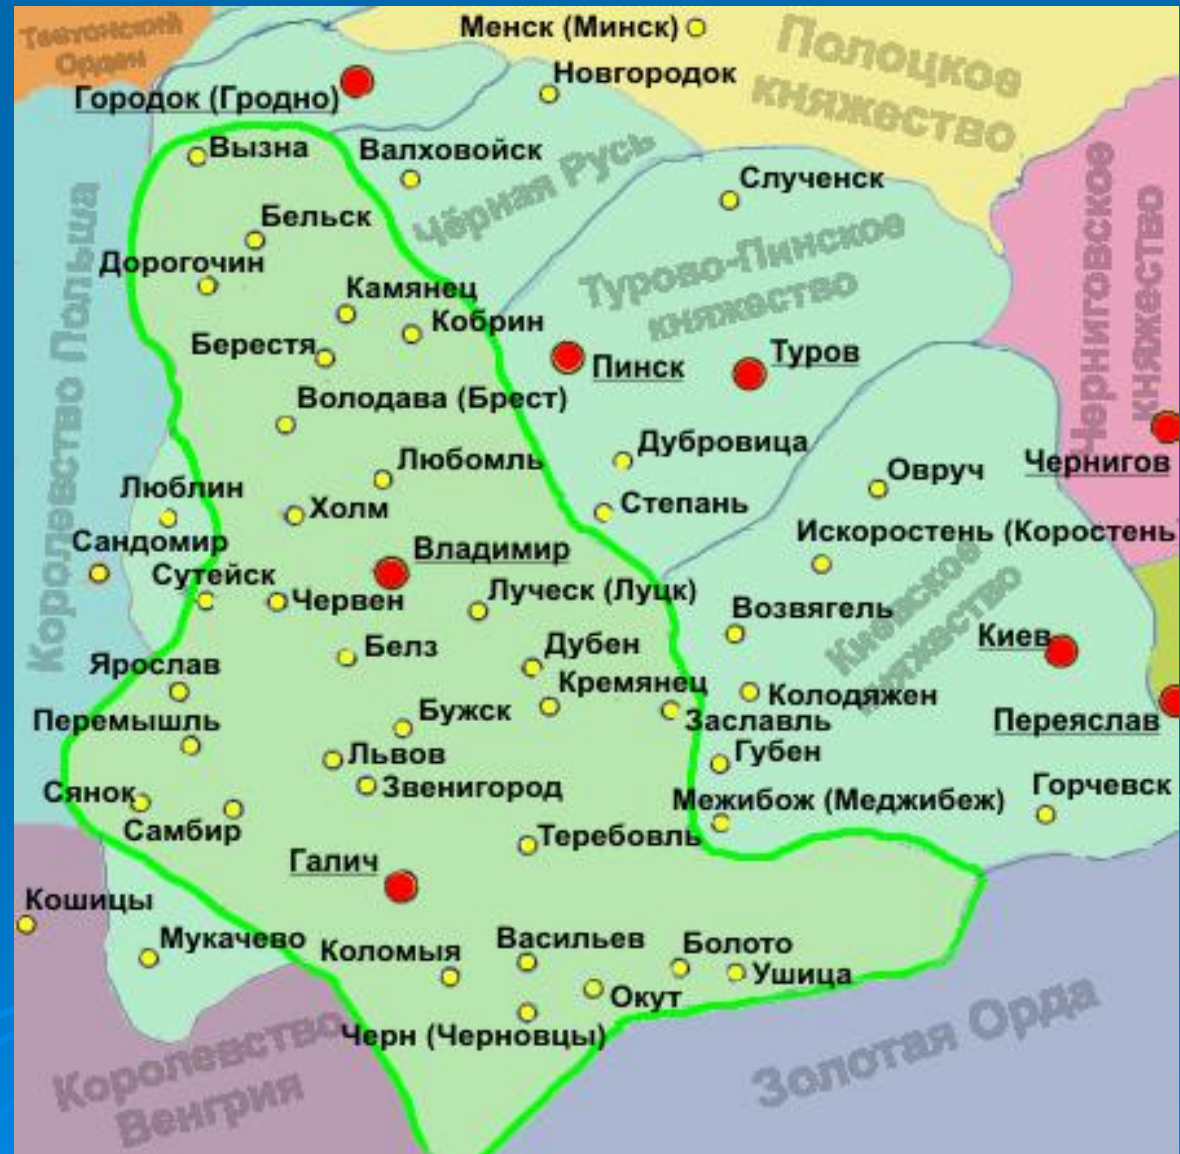 Тевтонский
Орден
Менск (Минск)
Полоцкое
княжество
Новгородок
Городок (Гродно)
Вызна
Валховойск
Чёрная Русь
Слученск
Черниговское
княжество
Бельск
Дорогочин
Королевство Польша
Турово-Пинское
княжество
Камянец
Кобрин
Берестя
Пинск
Туров
Володава (Брест)
Дубровица
Любомль
Овруч
Чернигов
Люблин
Холм
Степань
Искоростень (Коростень)
Сандомир
Владимир
Сутейск
Червен
Луческ (Луцк)
Возвягель
Киевское
княжество
Киев
Белз
Дубен
Ярослав
Кремянец
Колодяжен
Бужск
Заславль
Переяслав
Перемышль
Львов
Губен
Звенигород
Сянок
Межибож (Меджибеж)
Горчевск
Самбир
Теребовль
Галич
Кошицы
Мукачево
Коломыя
Васильев
Болото
Ушица
Окут
Черн (Черновцы)
Королевство
Венгрия
Золотая Орда